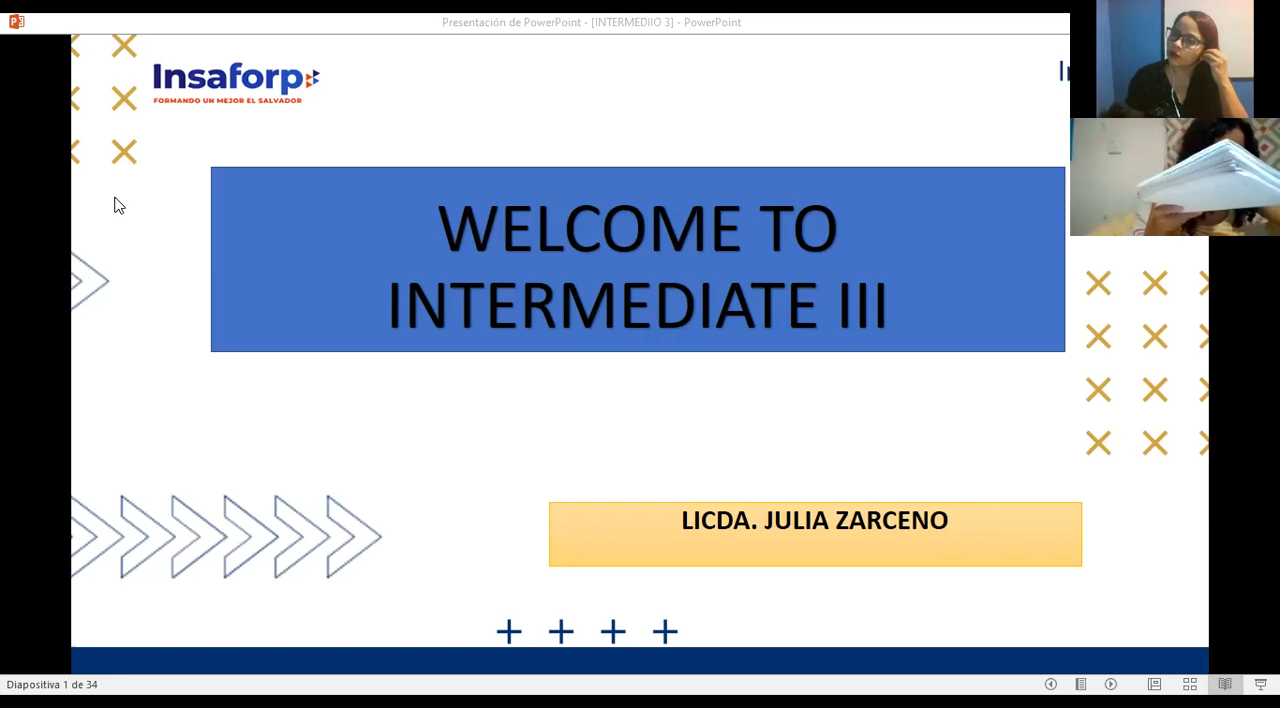 Presentación de PowerPoint - [INTERMEDIIO 3] - PowerPoint
Insaforp
FORMANDO UN MEJOR EL SALVADOR
WELCOME TO
INTERMEDIATE III
LICDA. JULIA ZARCENO
Diapositiva 1 de 34